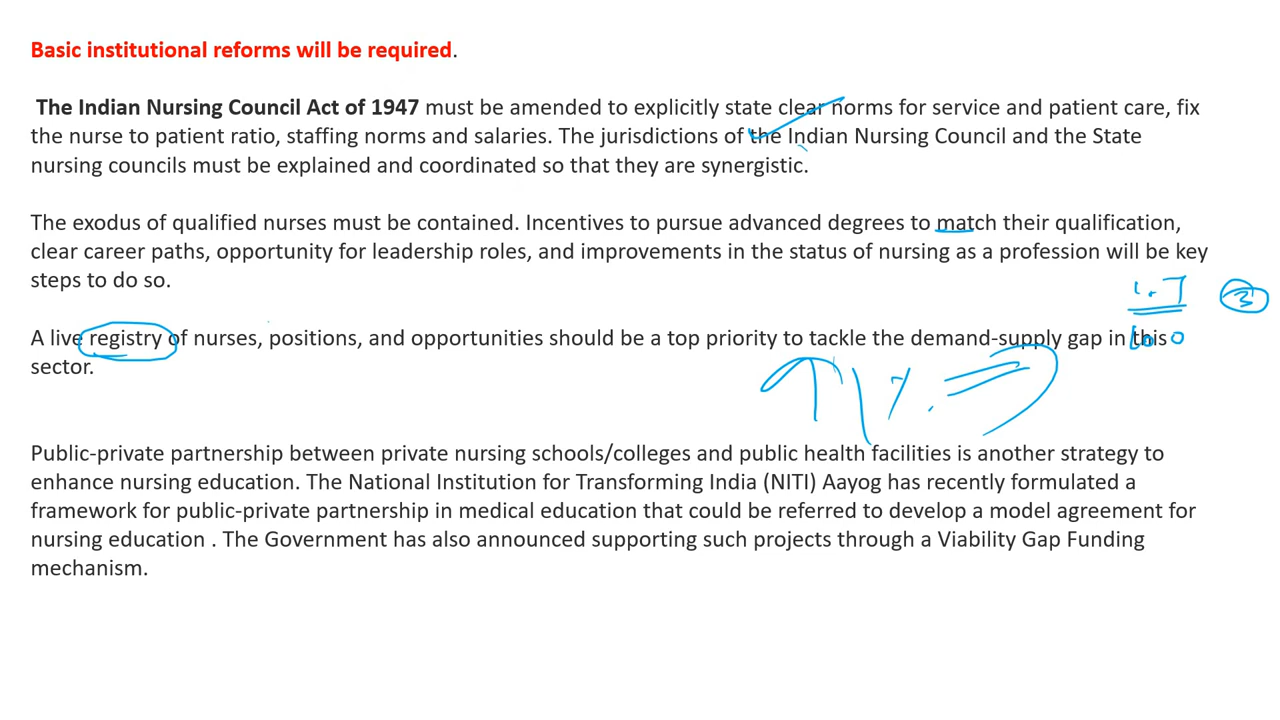 Basic institutional reforms will be required.
The Indian Nursing Council Act of 1947 must be amended to explicitly state clear norms for service and patient care, fix
the nurse to patient ratio, staffing norms and salaries. The jurisdictions of the Indian Nursing Council and the State
nursing councils must be explained and coordinated so that they are synergistic.
The exodus of qualified nurses must be contained. Incentives to pursue advanced degrees to match their qualification,
clear career paths, opportunity for leadership roles, and improvements in the status of nursing as a profession will be key
steps to do so.
1.7 3
A live registry of nurses, positions, and opportunities should be a top priority to tackle the demand-supply gap in this
sector.
Public-private partnership between private nursing schools/colleges and public health facilities is another strategy to
enhance nursing education. The National Institution for Transforming India (NITI) Aayog has recently formulated a
framework for public-private partnership in medical education that could be referred to develop a model agreement for
nursing education . The Government has also announced supporting such projects through a Viability Gap Funding
mechanism.